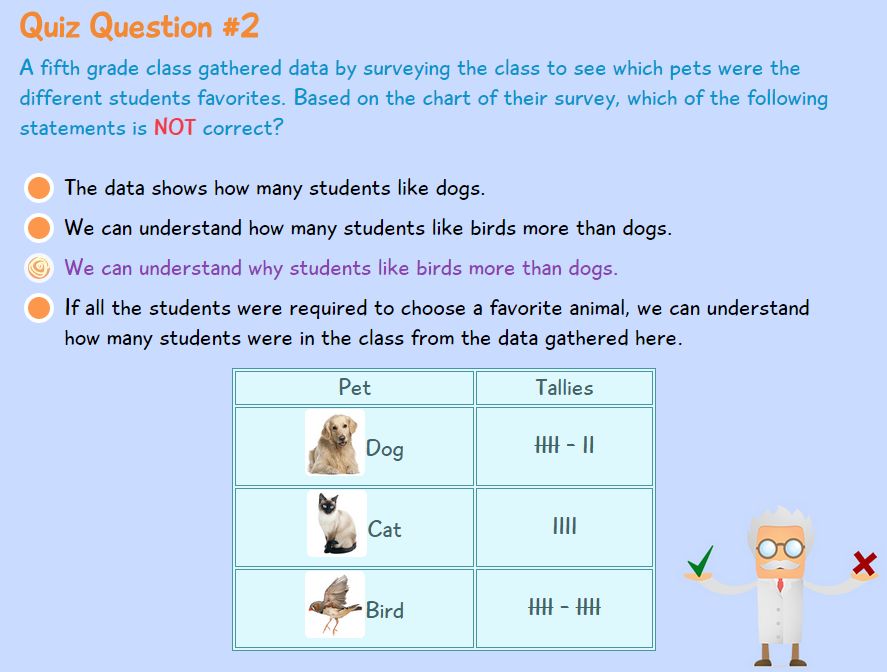 Quiz Question #2
A fifth grade class gathered data by surveying the class to see which pets were the
different students favorites. Based on the chart of their survey, which of the following
statements is NOT correct?
The data shows how many students like dogs.
We can understand how many students like birds more than dogs.
We can understand why students like birds more than dogs.
If all the students were required to choose a favorite animal, we can understand
how many students were in the class from the data gathered here.
Pet Tallies
Dog 卌 - ||
Cat ||||
Bird 卌 - 卌